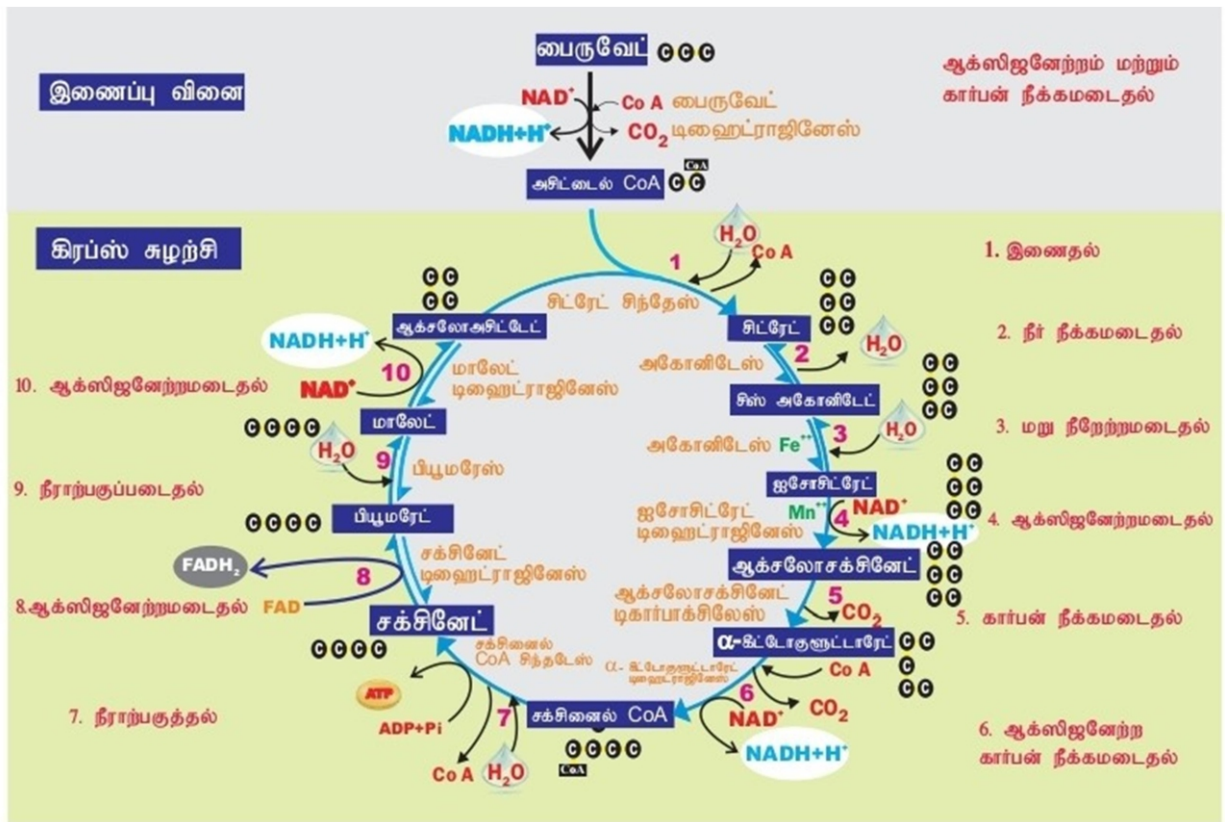 பைருவேட் C C C
இணைப்பு வினை
ஆக்ஸிஜனேற்றம் மற்றும்
கார்பன் நீக்கமடைதல்
NAD⁺
Co A பைருவேட்
NADH+H⁺
CO₂ டிஹைட்ராஜினேஸ்
CoA
அசிட்டைல் CoA C C
கிரப்ஸ் சுழற்சி
H₂O
Co A
1
1. இணைதல்
சிட்ரேட் சிந்தேஸ்
C C
C C
C C
சிட்ரேட்
2
H₂O
2. நீர் நீக்கமடைதல்
அகோனிடேஸ்
C C
C C
C C
சிஸ் அகோனிடேட்
அகோனிடேஸ் Fe⁺⁺
3
H₂O
3. மறு நீறேற்றமடைதல்
ஐசோசிட்ரேட்
C C
C C
C C
Mn⁺⁺
NAD⁺
4
NADH+H⁺
4. ஆக்ஸிஜனேற்றமடைதல்
ஐசோசிட்ரேட்
டிஹைட்ராஜினேஸ்
ஆக்சலோசக்சினேட்
C C
C C
C C
ஆக்சலோசக்சினேட்
டிகார்பாக்சிலேஸ்
5
CO₂
5. கார்பன் நீக்கமடைதல்
α-கீட்டோகுளூட்டாரேட்
C C
C
C C
α- கீட்டோகுளூட்டாரேட்
டிஹைட்ராஜினேஸ்
Co A
6
CO₂
NAD⁺
NADH+H⁺
6. ஆக்ஸிஜனேற்ற
கார்பன் நீக்கமடைதல்
சக்சினைல் CoA
C C C C
CoA
சக்சினைல்
CoA சிந்தடேஸ்
7
H₂O
Co A
ADP+Pi
ATP
7. நீராற்பகுத்தல்
சக்சினேட்
C C C C
சக்சினேட்
டிஹைட்ராஜினேஸ்
8
FADH₂
FAD
8.ஆக்ஸிஜனேற்றமடைதல்
பியூமரேட்
C C C C
பியூமரேஸ்
9
H₂O
9. நீராற்பகுப்படைதல்
மாலேட்
C C C C
மாலேட்
டிஹைட்ராஜினேஸ்
10
NADH+H⁺
NAD⁺
10. ஆக்ஸிஜனேற்றமடைதல்
ஆக்சலோஅசிட்டேட்
C C
C C